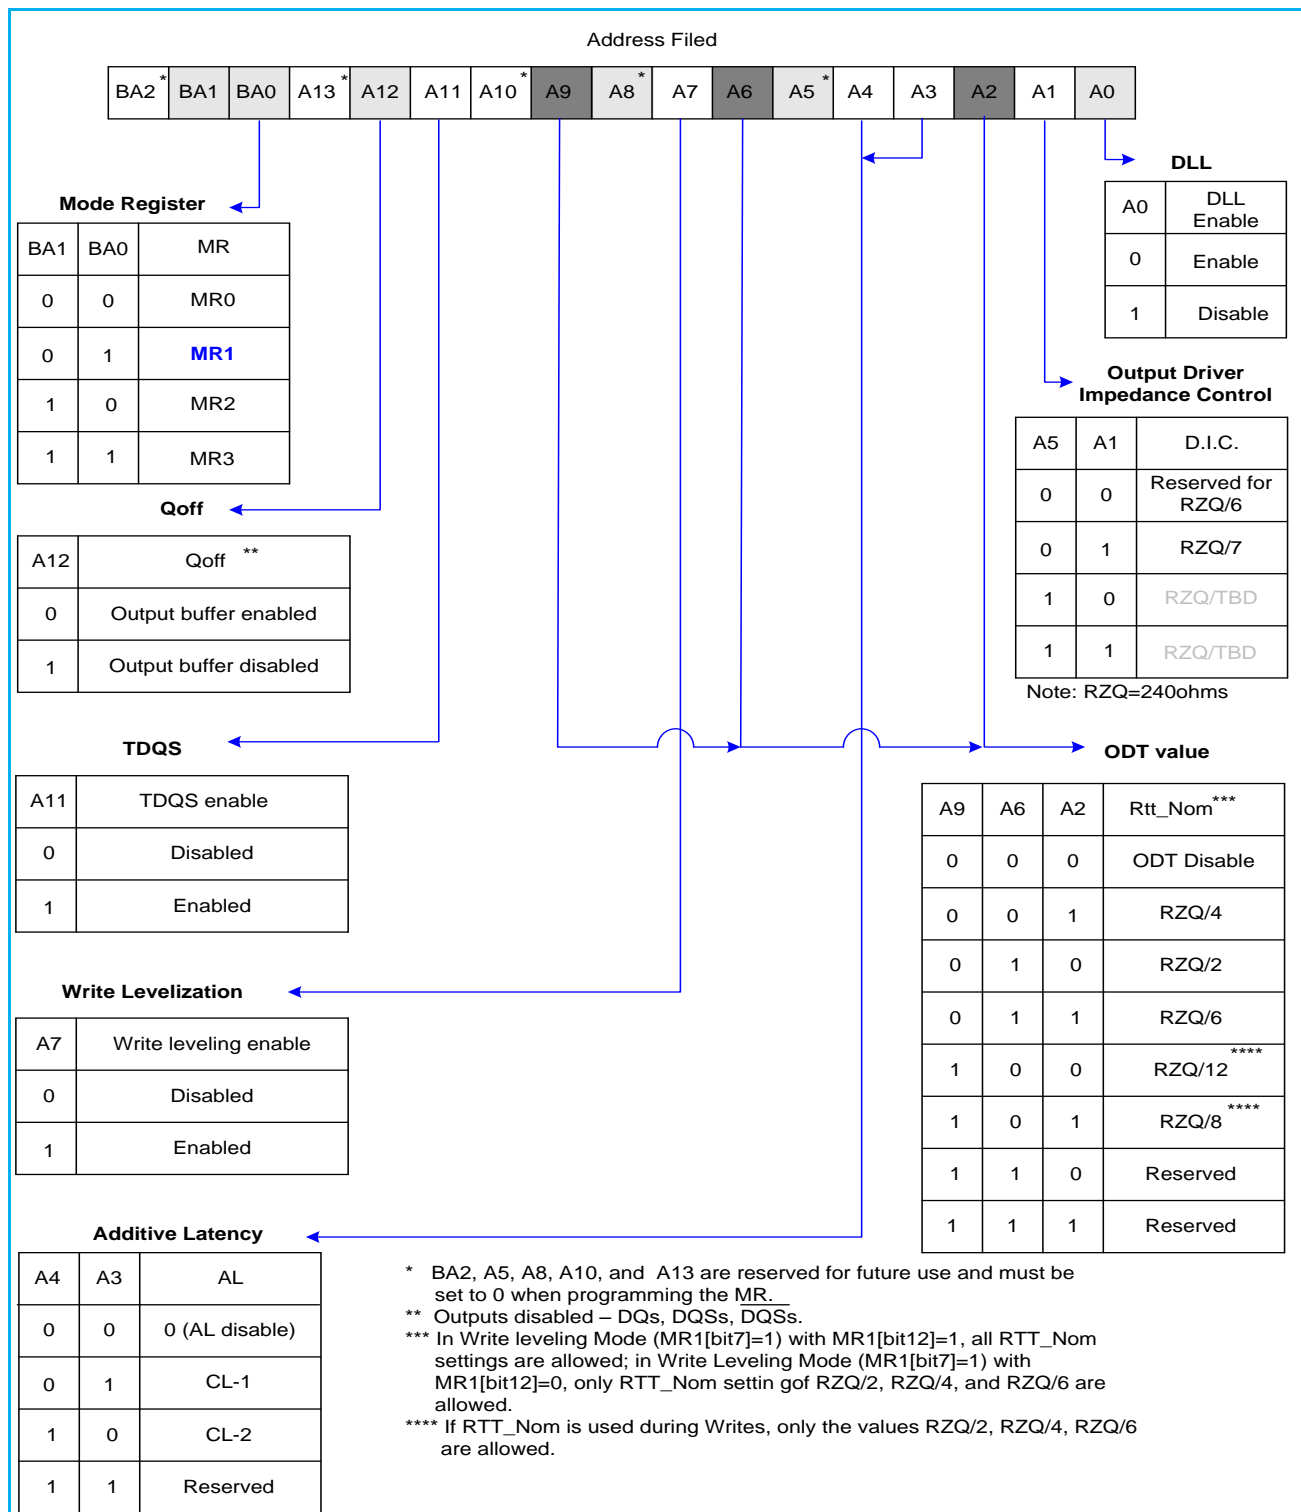 Address Filed
BA2* BA1 BA0 A13* A12 A11 A10* A9 A8* A7 A6 A5* A4 A3 A2 A1 A0
Mode Register
BA1 BA0 MR
0 0 MR0
0 1 MR1
1 0 MR2
1 1 MR3
Qoff
A12 Qoff **
0 Output buffer enabled
1 Output buffer disabled
TDQS
A11 TDQS enable
0 Disabled
1 Enabled
Write Levelization
A7 Write leveling enable
0 Disabled
1 Enabled
Additive Latency
A4 A3 AL
0 0 0 (AL disable)
0 1 CL-1
1 0 CL-2
1 1 Reserved
DLL
A0 DLL
Enable
0 Enable
1 Disable
Output Driver
Impedance Control
A5 A1 D.I.C.
0 0 Reserved for
RZQ/6
0 1 RZQ/7
1 0 RZQ/TBD
1 1 RZQ/TBD
Note: RZQ=240ohms
ODT value
A9 A6 A2 Rtt_Nom***
0 0 0 ODT Disable
0 0 1 RZQ/4
0 1 0 RZQ/2
0 1 1 RZQ/6
1 0 0 RZQ/12****
1 0 1 RZQ/8****
1 1 0 Reserved
1 1 1 Reserved
* BA2, A5, A8, A10, and A13 are reserved for future use and must be
set to 0 when programming the MR.
** Outputs disabled – DQs, DQSs, DQSs.
*** In Write leveling Mode (MR1[bit7]=1) with MR1[bit12]=1, all RTT_Nom
settings are allowed; in Write Leveling Mode (MR1[bit7]=1) with
MR1[bit12]=0, only RTT_Nom settin gof RZQ/2, RZQ/4, and RZQ/6 are
allowed.
**** If RTT_Nom is used during Writes, only the values RZQ/2, RZQ/4, RZQ/6
are allowed.